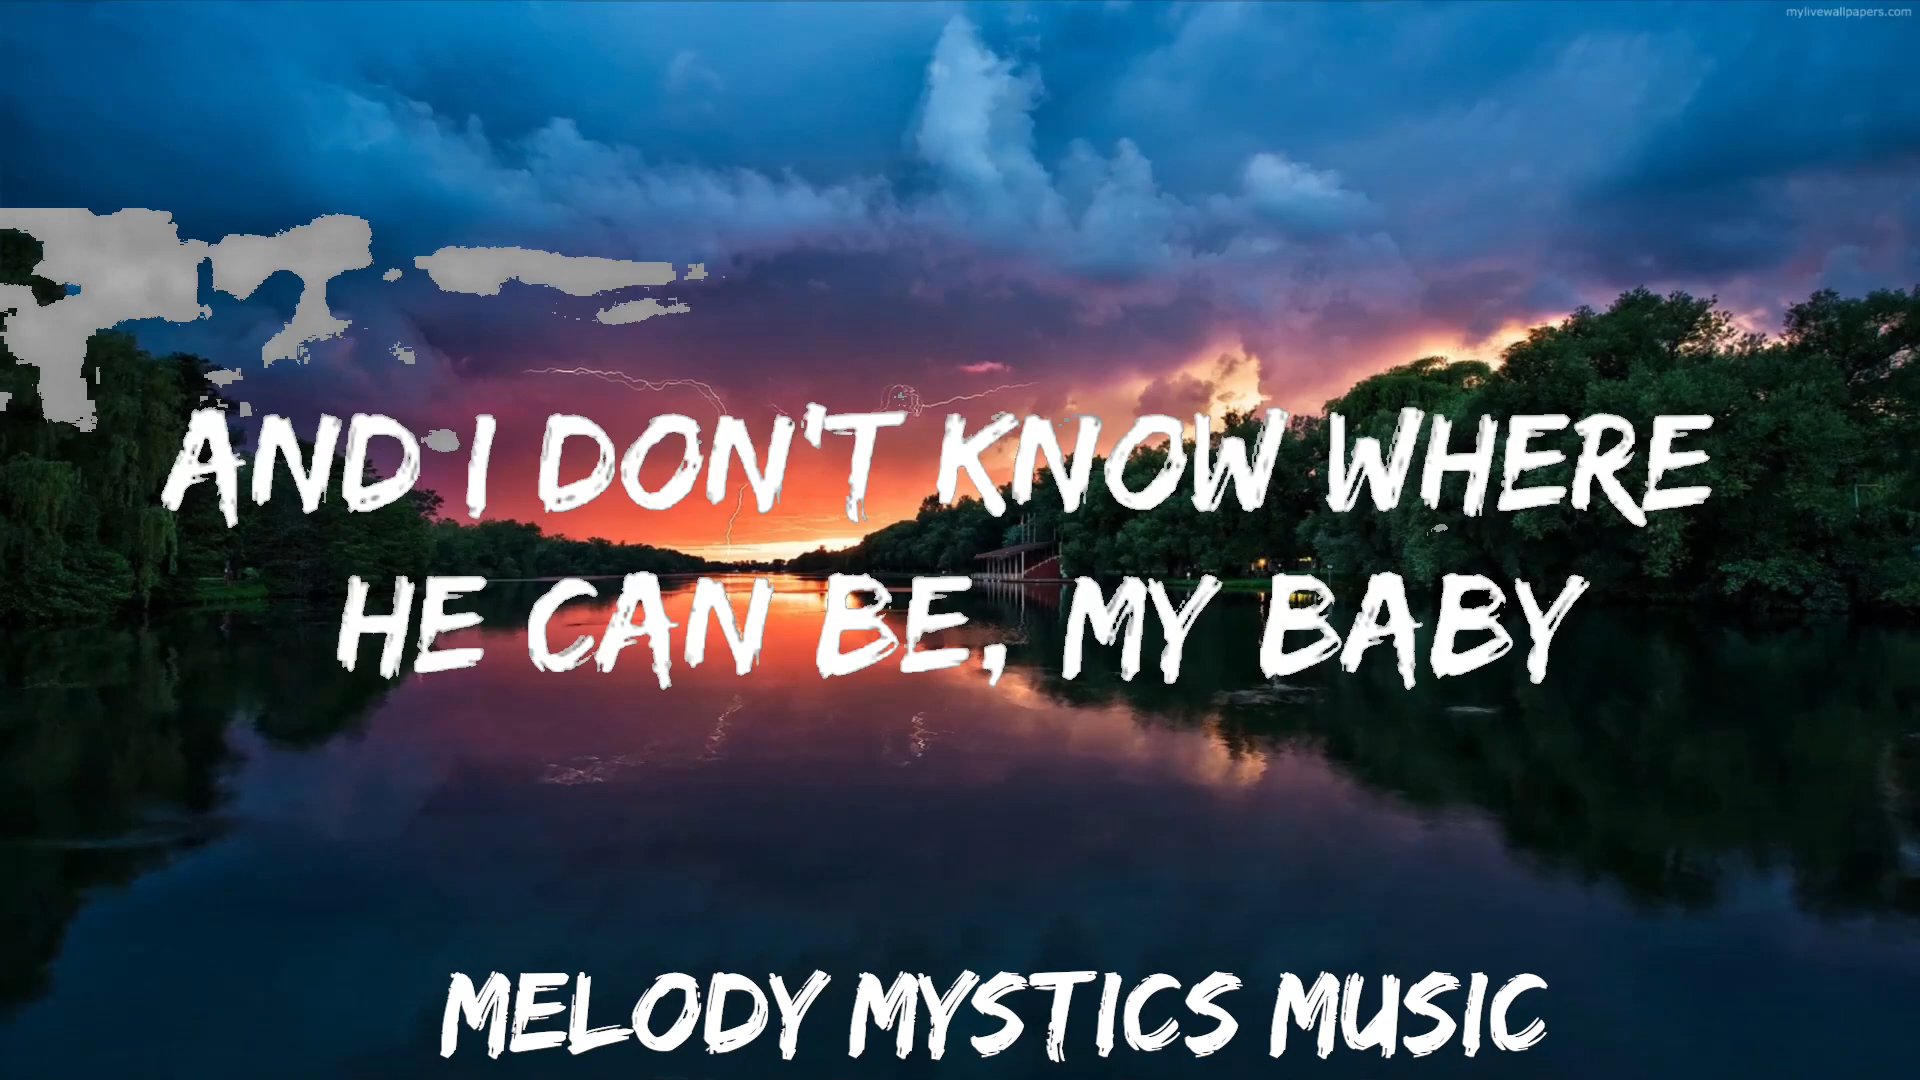 mylivewallpapers.com
AND I DON'T KNOW WHERE
HE CAN BE, MY BABY
MELODY MYSTICS MUSIC